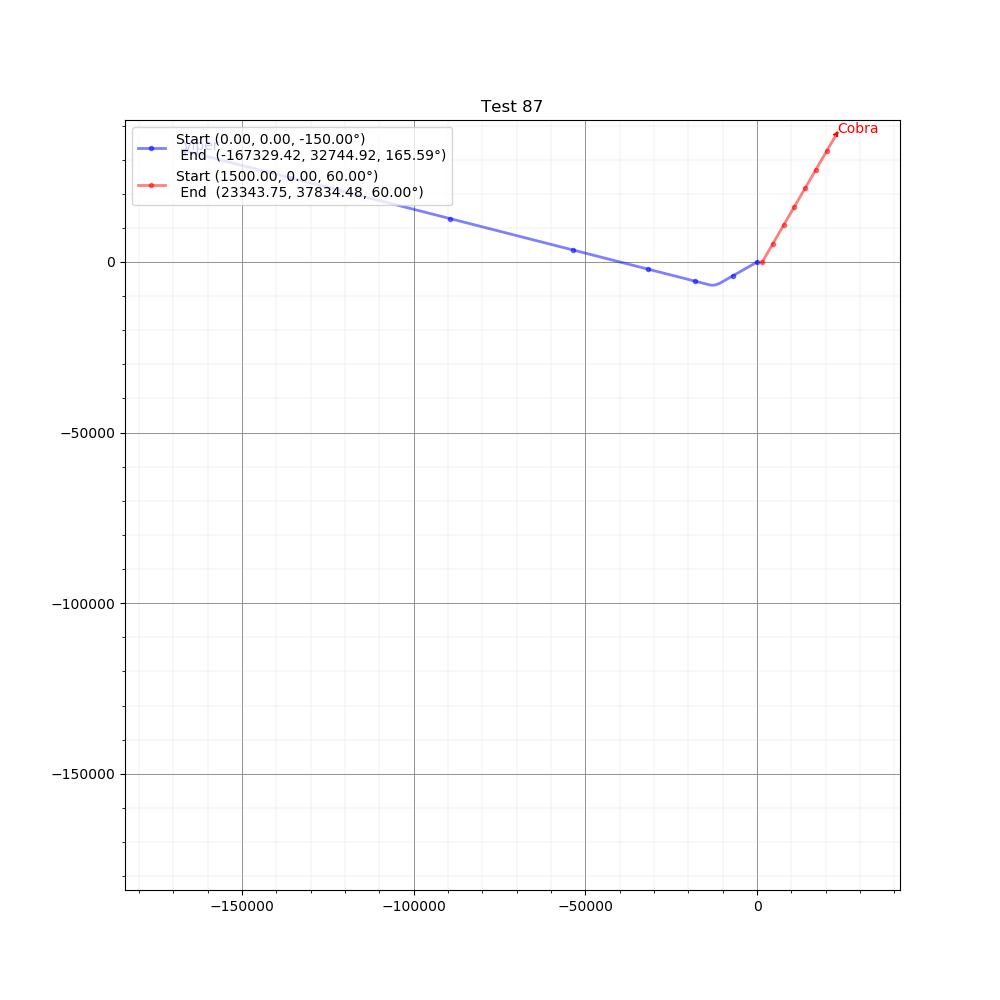 Test 87
Start (0.00, 0.00, -150.00°)
End (-167329.42, 32744.92, 165.59°)
Start (1500.00, 0.00, 60.00°)
End (23343.75, 37834.48, 60.00°)
Cobra
0
−50000
−100000
−150000
−150000
−100000
−50000
0